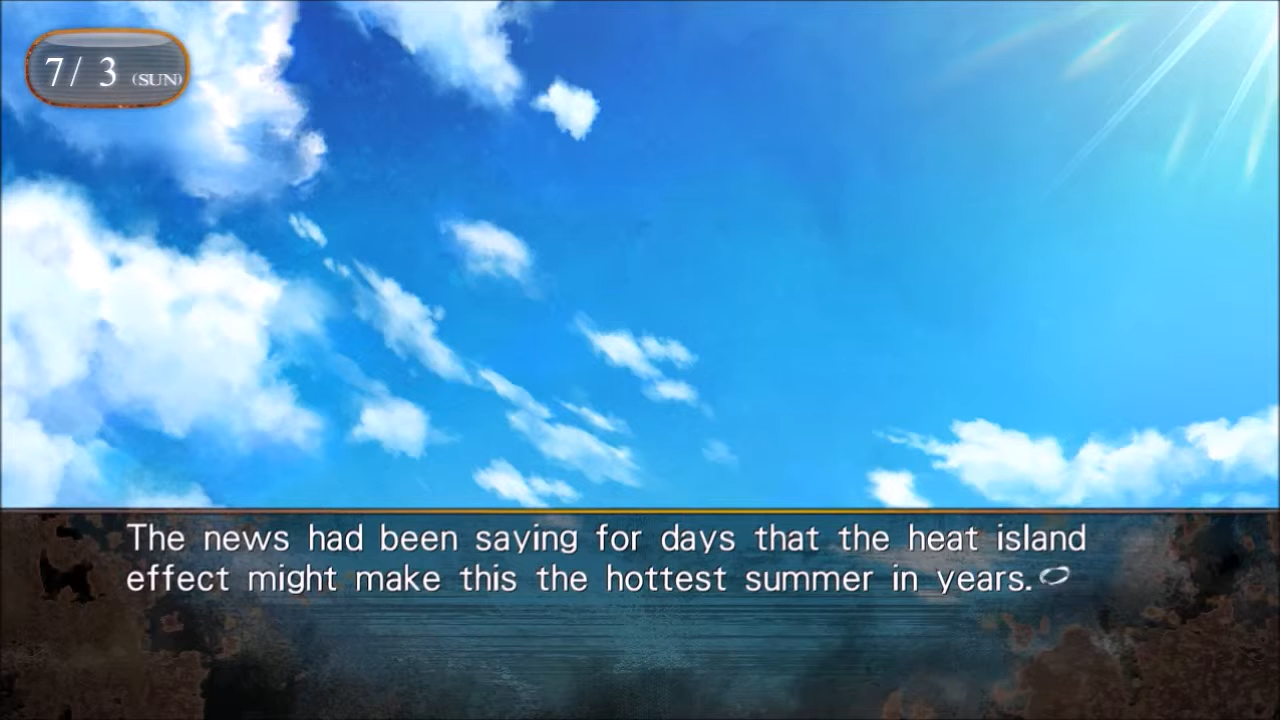 7/ 3 (SUN)
The news had been saying for days that the heat island
effect might make this the hottest summer in years.